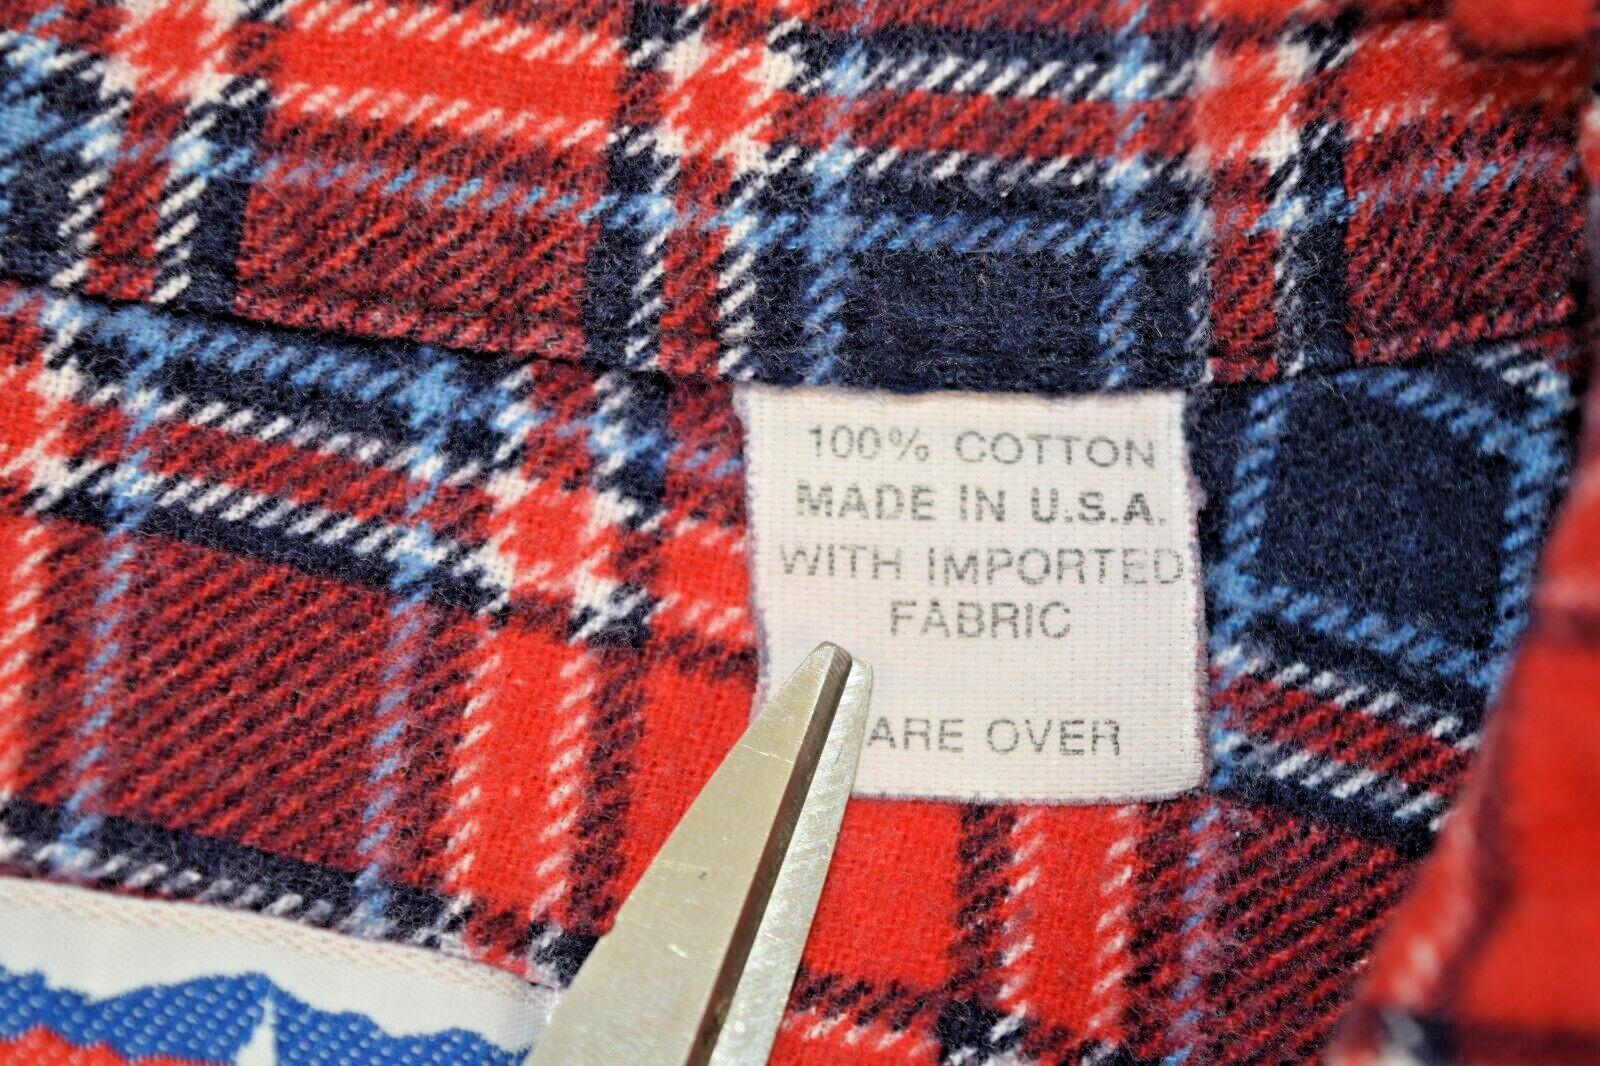 100% COTTON
MADE IN U.S.A.
WITH IMPORTED
FABRIC
ARE OVER